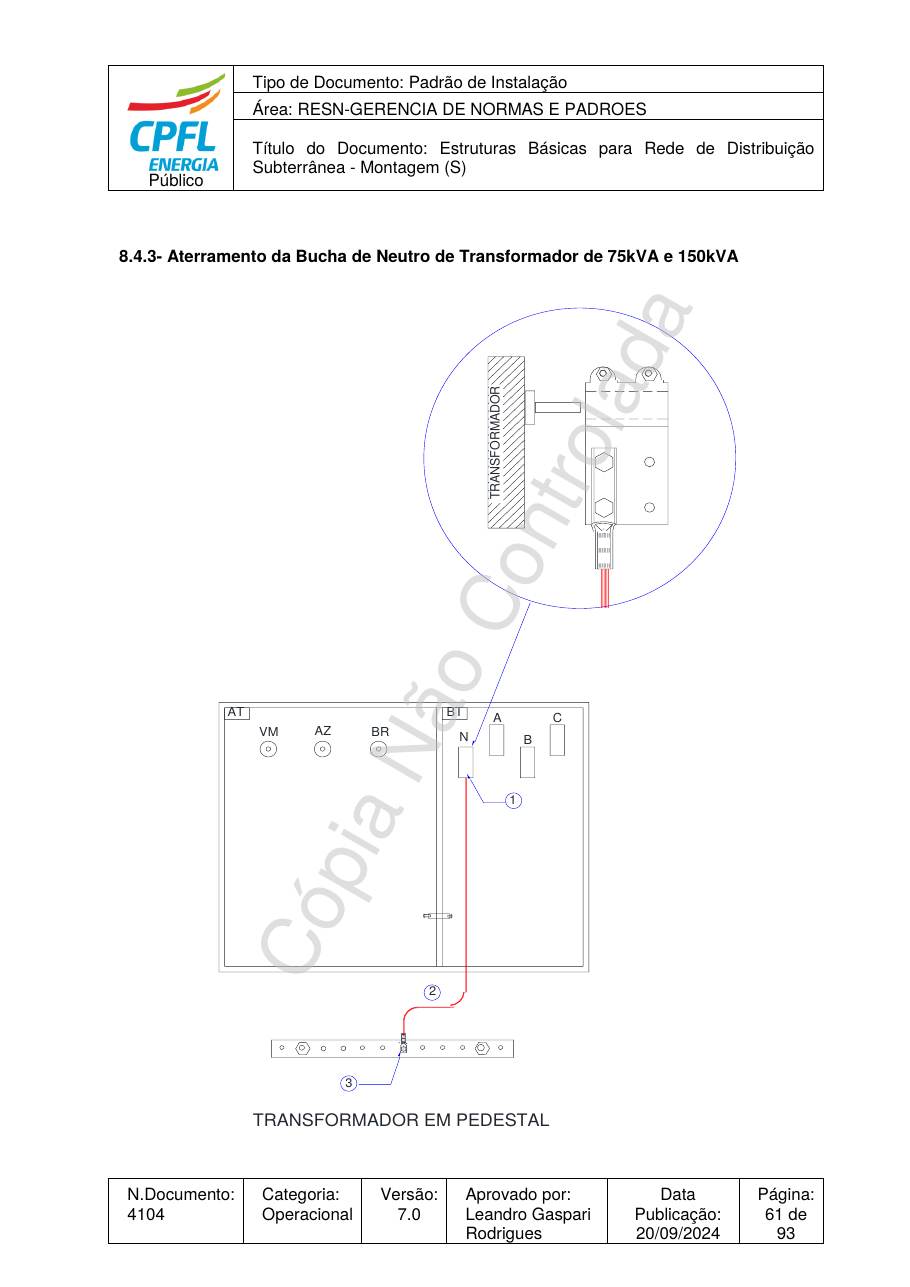 CPFL
ENERGIA
Público
Tipo de Documento: Padrão de Instalação
Área: RESN-GERENCIA DE NORMAS E PADROES
Título do Documento: Estruturas Básicas para Rede de Distribuição
Subterrânea - Montagem (S)
8.4.3- Aterramento da Bucha de Neutro de Transformador de 75kVA e 150kVA
TRANSFORMADOR
Cópia Não Controlada
AT
VM
AZ
BR
BT
N
A
B
C
1
2
3
TRANSFORMADOR EM PEDESTAL
N.Documento:
4104
Categoria:
Operacional
Versão:
7.0
Aprovado por:
Leandro Gaspari
Rodrigues
Data
Publicação:
20/09/2024
Página:
61 de
93